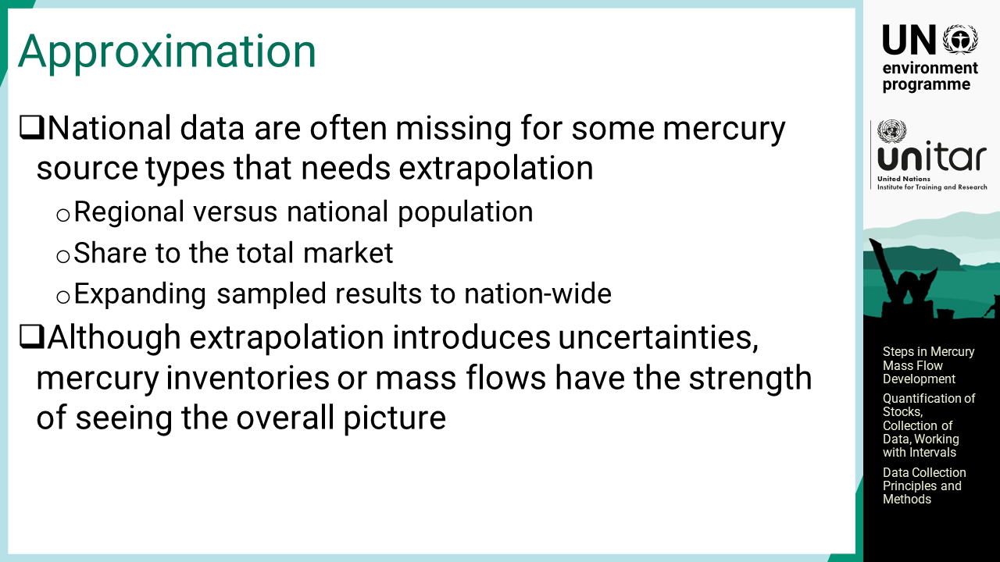 Approximation
❑National data are often missing for some mercury
source types that needs extrapolation
oRegional versus national population
oShare to the total market
oExpanding sampled results to nation-wide
❑Although extrapolation introduces uncertainties,
mercury inventories or mass flows have the strength
of seeing the overall picture
UN
environment
programme
unitar
United Nations
Institute for Training and Research
Steps in Mercury
Mass Flow
Development
Quantification of
Stocks,
Collection of
Data, Working
with Intervals
Data Collection
Principles and
Methods